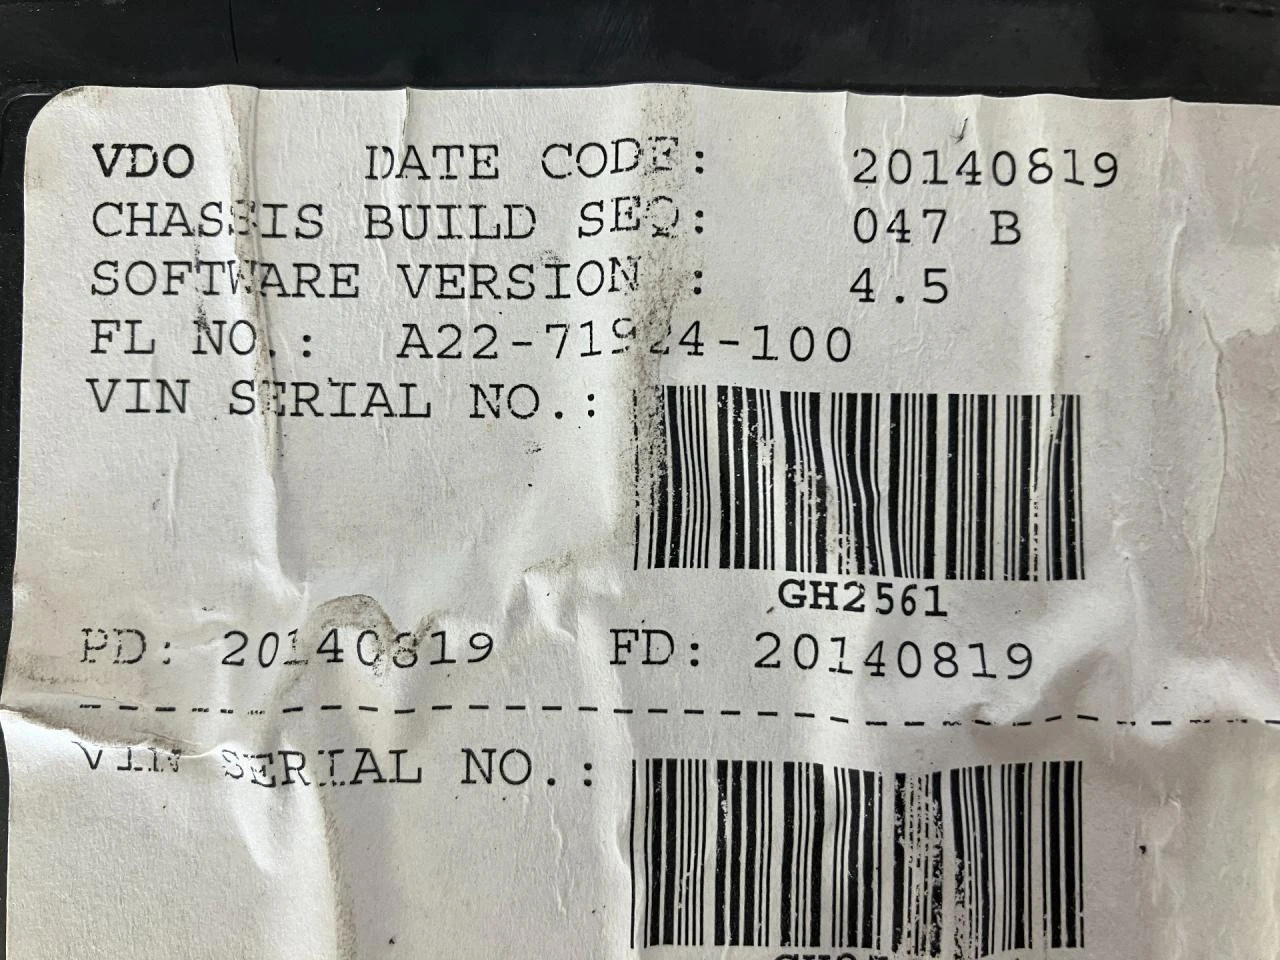 VDO DATE CODE: 20140819
CHASSIS BUILD SEQ: 047 B
SOFTWARE VERSION : 4.5
FL NO.: A22-71924-100
VIN SERIAL NO.:
GH2561
PD: 20140819 FD: 20140819
VIN SERIAL NO.: